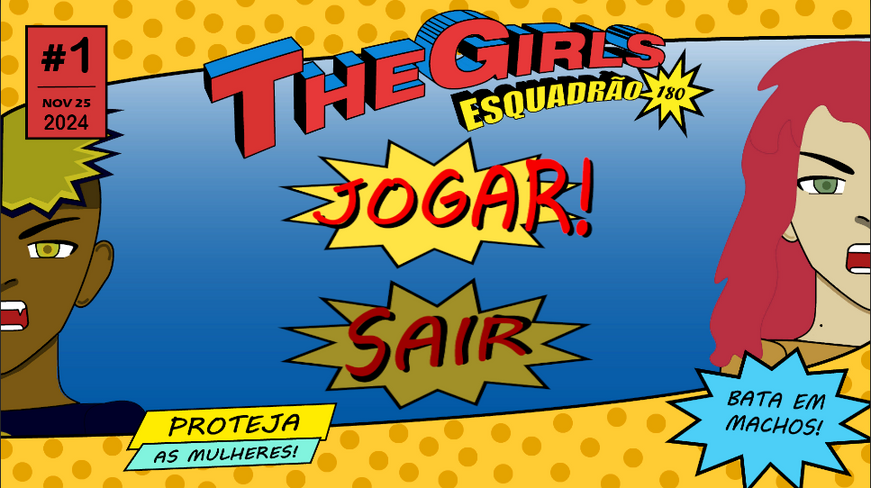 #1
NOV 25
2024
THE GIRLS
ESQUADRÃO 180
JOGAR!
SAIR
PROTEJA
AS MULHERES!
BATA EM
MACHOS!